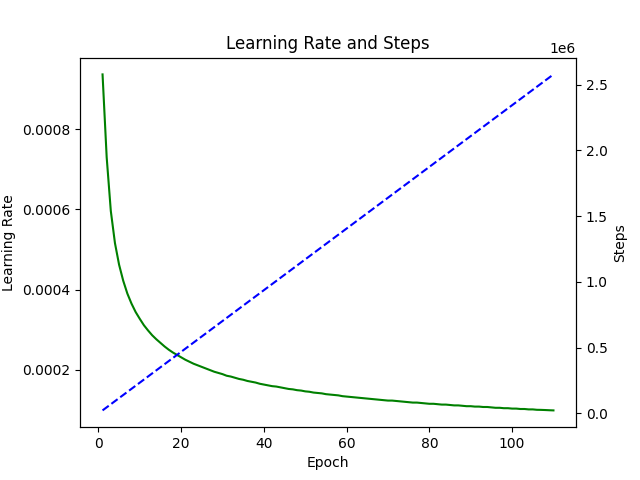 Learning Rate and Steps
1e6
0.0008
0.0006
0.0004
0.0002
Learning Rate
2.5
2.0
1.5
1.0
0.5
0.0
Steps
0 20 40 60 80 100
Epoch